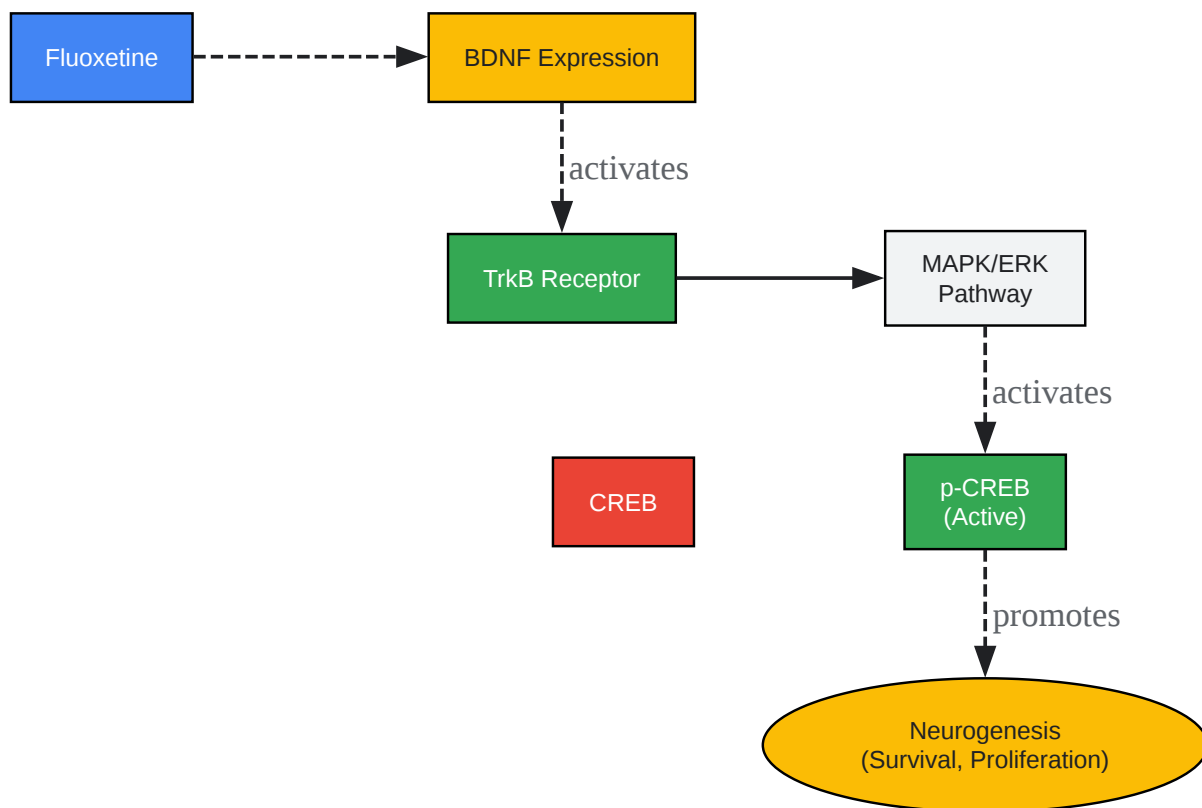 Fluoxetine
BDNF Expression
activates
TrkB Receptor
MAPK/ERK
Pathway
activates
CREB
p-CREB
(Active)
promotes
Neurogenesis
(Survival, Proliferation)